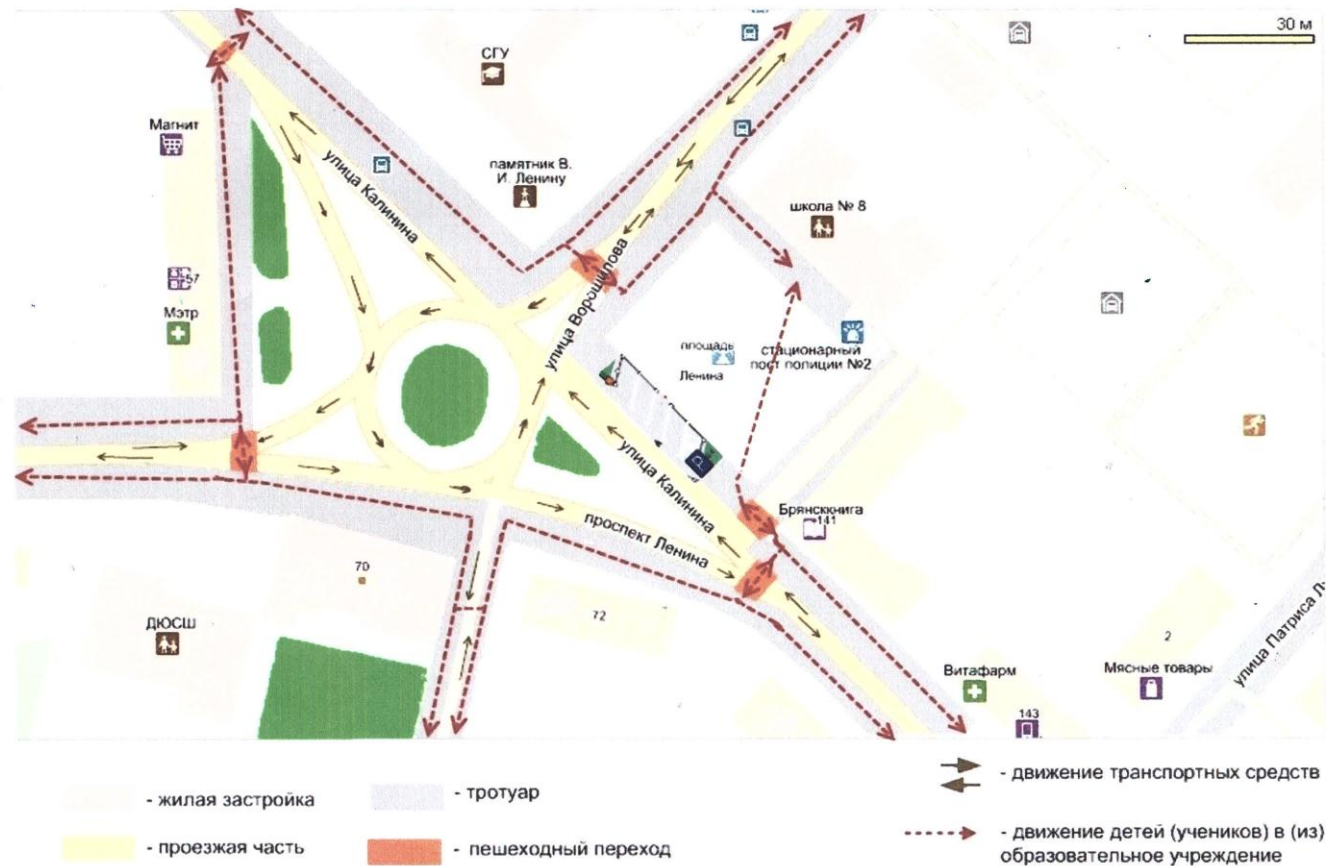 30 м
СГУ
Магнит
улица Калинина
памятник В.
И. Ленину
школа № 8
57
Мэтр
улица Ворошилова
площадь
Ленина
стационарный
пост полиции №2
улица Калинина
Брянсккнига
141
проспект Ленина
70
72
ДЮСШ
2
Витафарм
Мясные товары
улица Патриса Л
143
- жилая застройка
- тротуар
- движение транспортных средств
- проезжая часть
- пешеходный переход
- движение детей (учеников) в (из)
образовательное учреждение